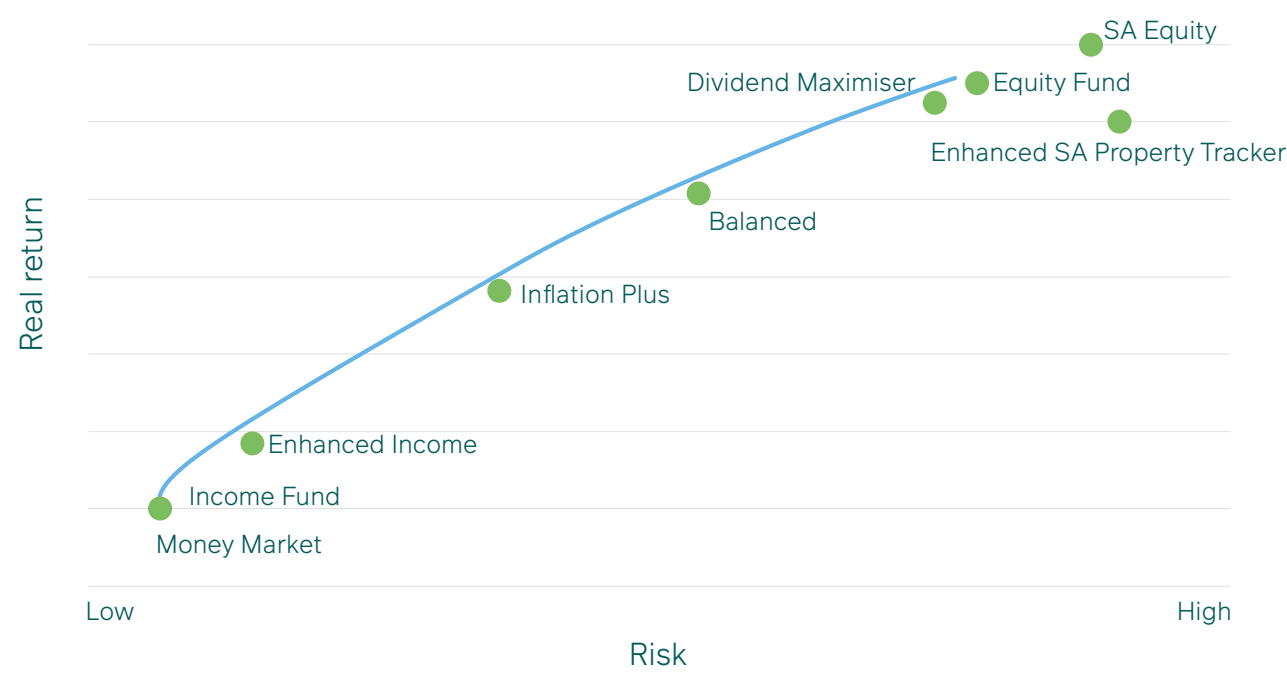 SA Equity
Dividend Maximiser
Equity Fund
Enhanced SA Property Tracker
Real return
Balanced
Inflation Plus
Enhanced Income
Income Fund
Money Market
Low
High
Risk